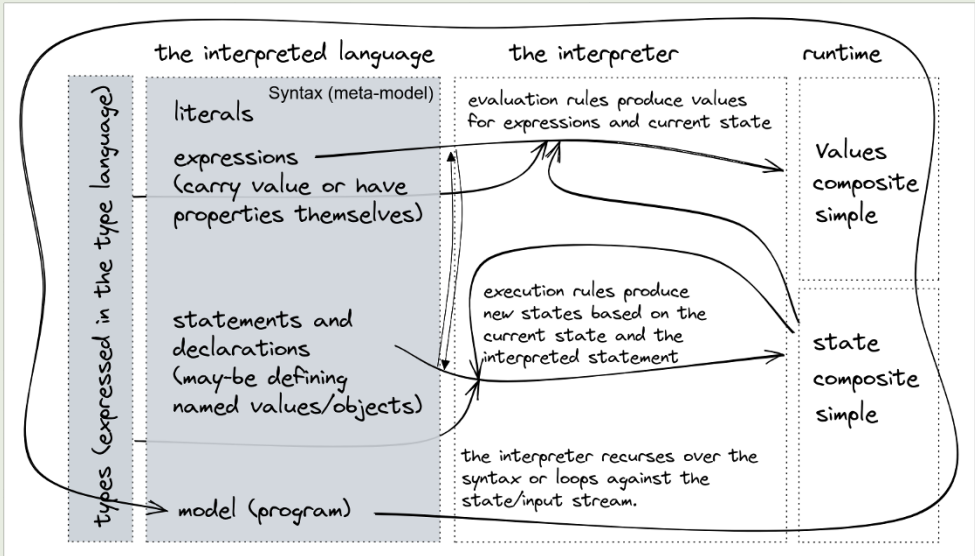 the interpreted language
the interpreter
runtime
types (expressed in the type language)
Syntax (meta-model)
literals
expressions
(carry value or have
properties themselves)
statements and
declarations
(may-be defining
named values/objects)
model (program)
evaluation rules produce values
for expressions and current state
execution rules produce
new states based on the
current state and the
interpreted statement
the interpreter recurses over the
syntax or loops against the
state/input stream.
Values
composite
simple
state
composite
simple